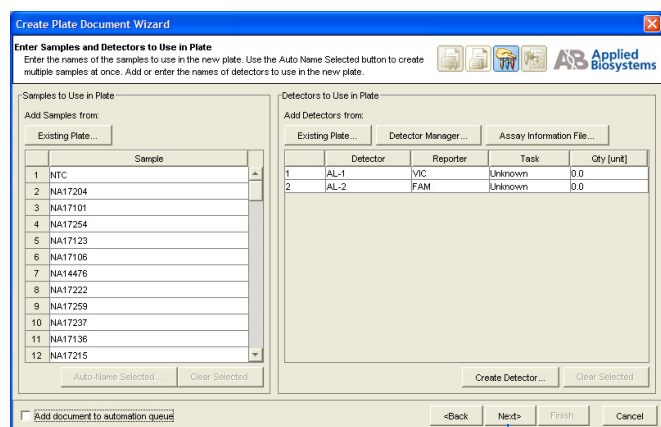 Create Plate Document Wizard
Enter Samples and Detectors to Use in Plate
Enter the names of the samples to use in the new plate. Use the Auto Name Selected button to create
multiple samples at once. Add or enter the names of detectors to use in the new plate.
AB Applied
Biosystems
Samples to Use in Plate
Add Samples from:
Existing Plate...
Sample
1 NTC
2 NA17204
3 NA17101
4 NA17254
5 NA17123
6 NA17106
7 NA14476
8 NA17222
9 NA17259
10 NA17237
11 NA17136
12 NA17215
Auto-Name Selected... Clear Selected
Detectors to Use in Plate
Add Detectors from:
Existing Plate... Detector Manager... Assay Information File...
Detector Reporter Task Qty [unit]
1 AL-1 VIC Unknown 0.0
2 AL-2 FAM Unknown 0.0
Create Detector... Clear Selected
Add document to automation queue
<Back Next> Finish Cancel